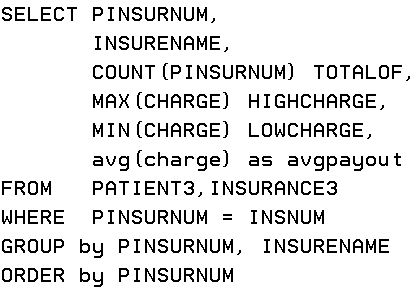 SELECT PINSURNUM,
INSURENAME,
COUNT(PINSURNUM) TOTALOF,
MAX(CHARGE) HIGHCHARGE,
MIN(CHARGE) LOWCHARGE,
avg(charge) as avgpayout
FROM PATIENT3,INSURANCE3
WHERE PINSURNUM = INSNUM
GROUP by PINSURNUM, INSURENAME
ORDER by PINSURNUM